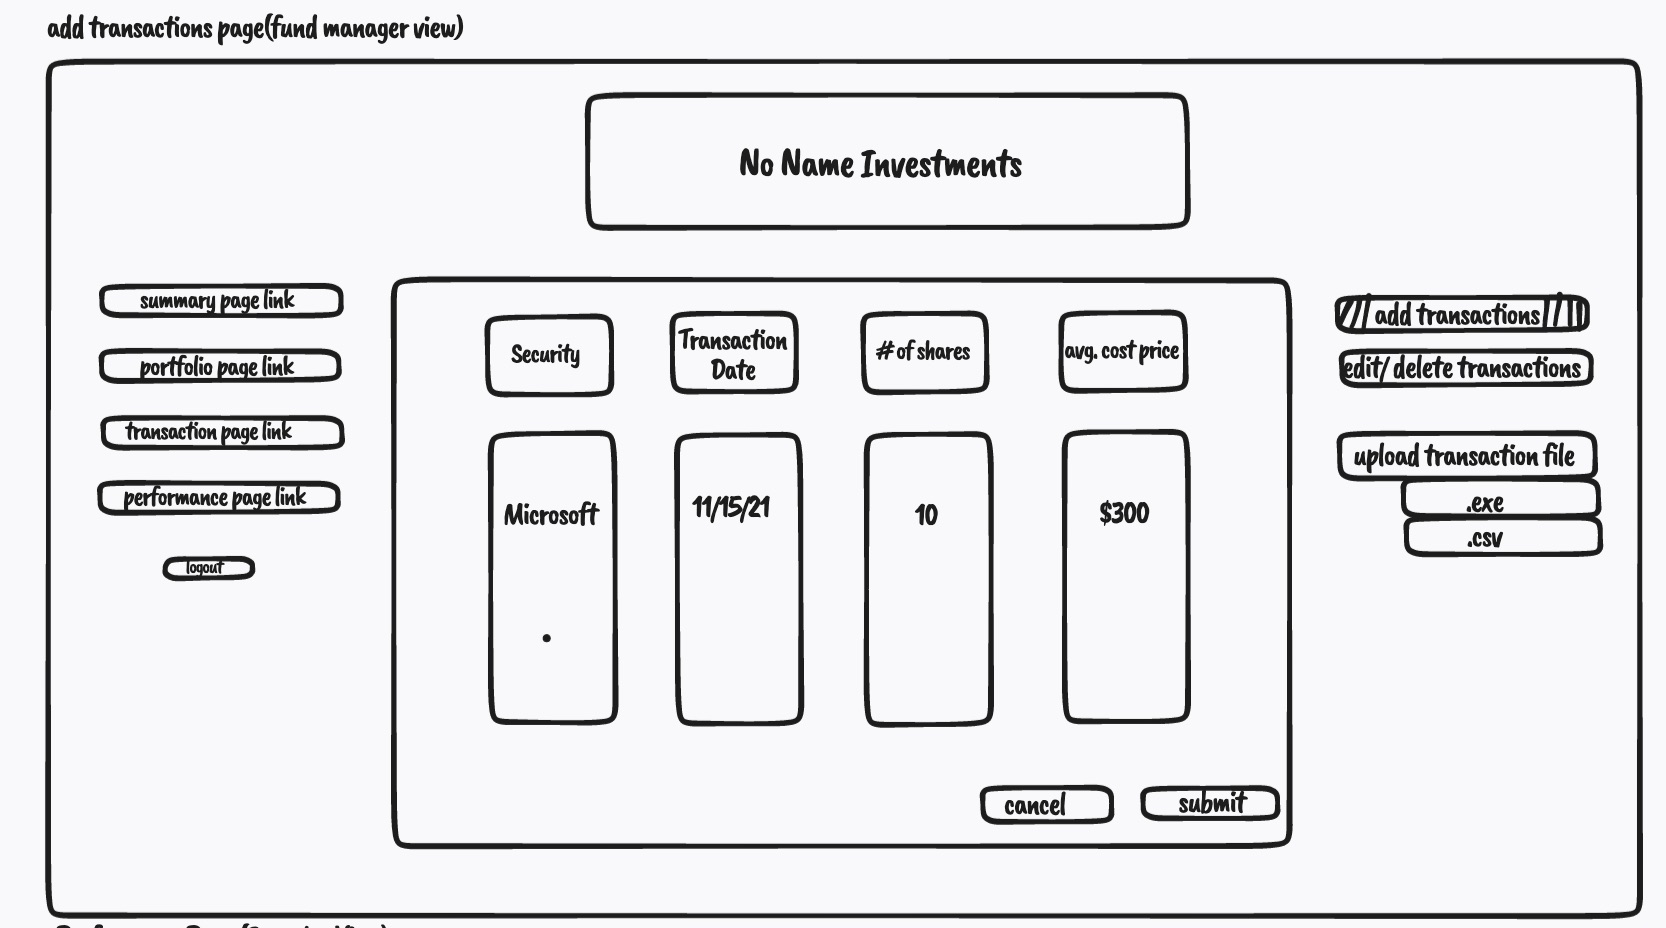 add transactions page(fund manager view)
No Name Investments
summary page link
portfolio page link
transaction page link
performance page link
logout
Security
Transaction
Date
# of shares
avg. cost price
Microsoft
11/15/21
10
$300
cancel
submit
add transactions
edit/ delete transactions
upload transaction file
.exe
.csv